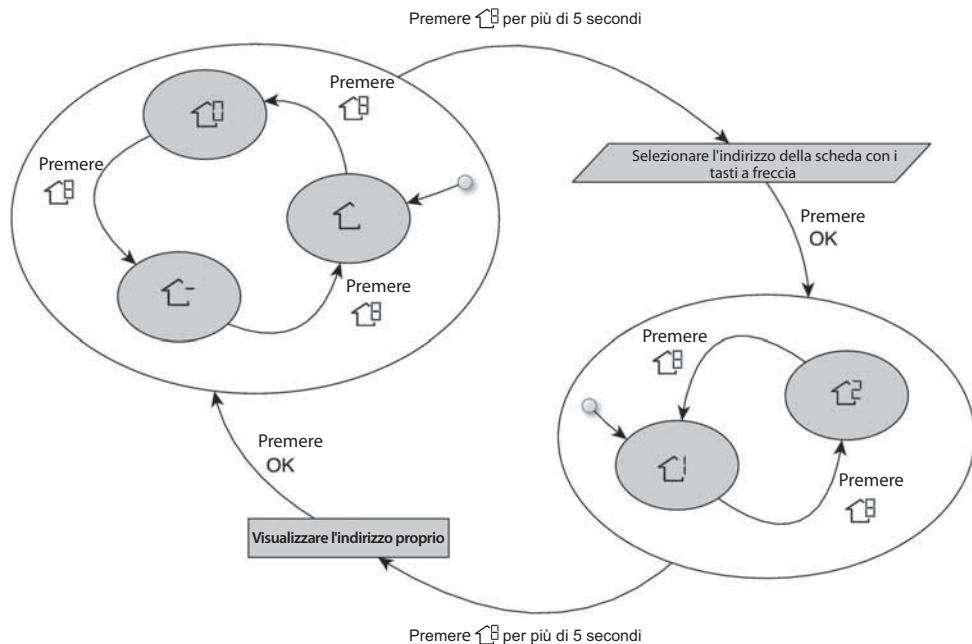 Premere per più di 5 secondi
Premere
Premere
Selezionare l'indirizzo della scheda con i
tasti a freccia
Premere
OK
Premere
Premere
Premere
OK
Premere
Visualizzare l'indirizzo proprio
Premere per più di 5 secondi